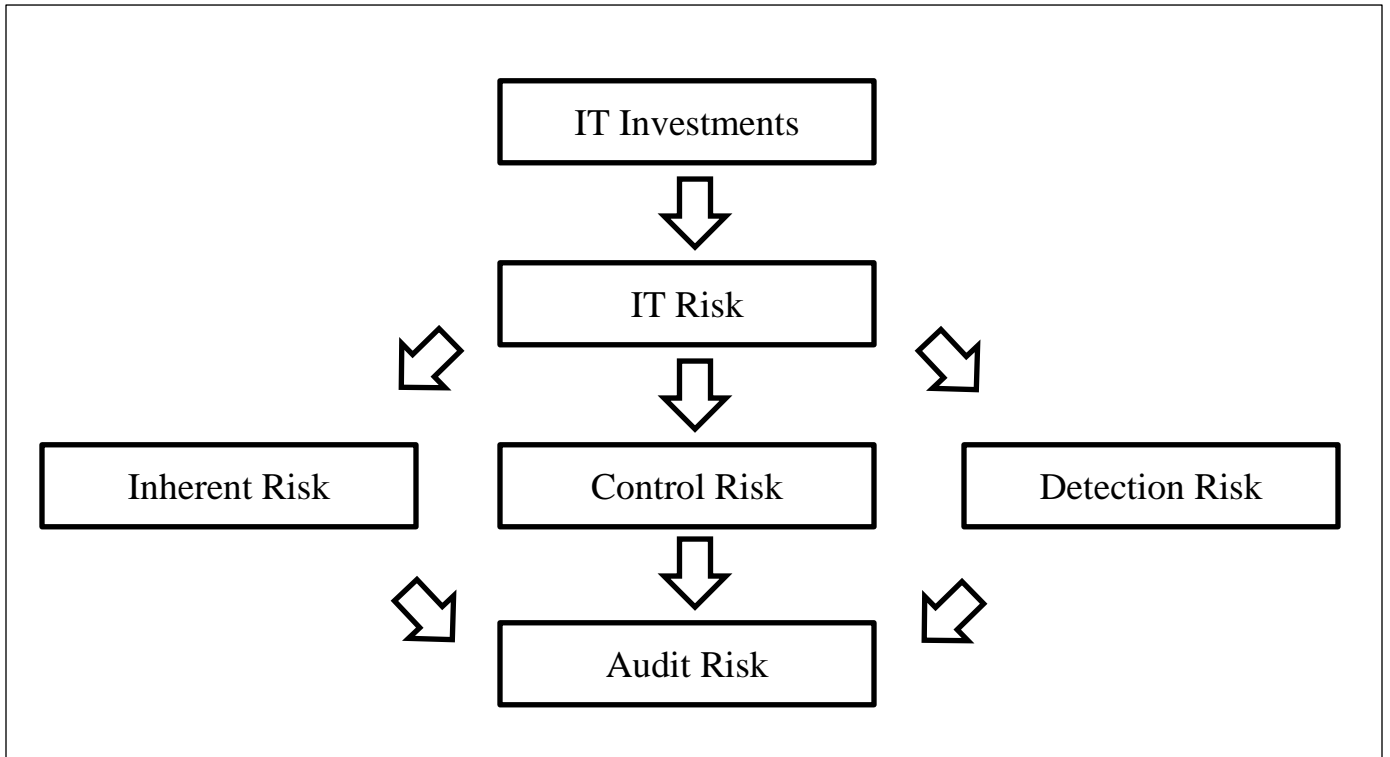 IT Investments
IT Risk
Inherent Risk
Control Risk
Detection Risk
Audit Risk